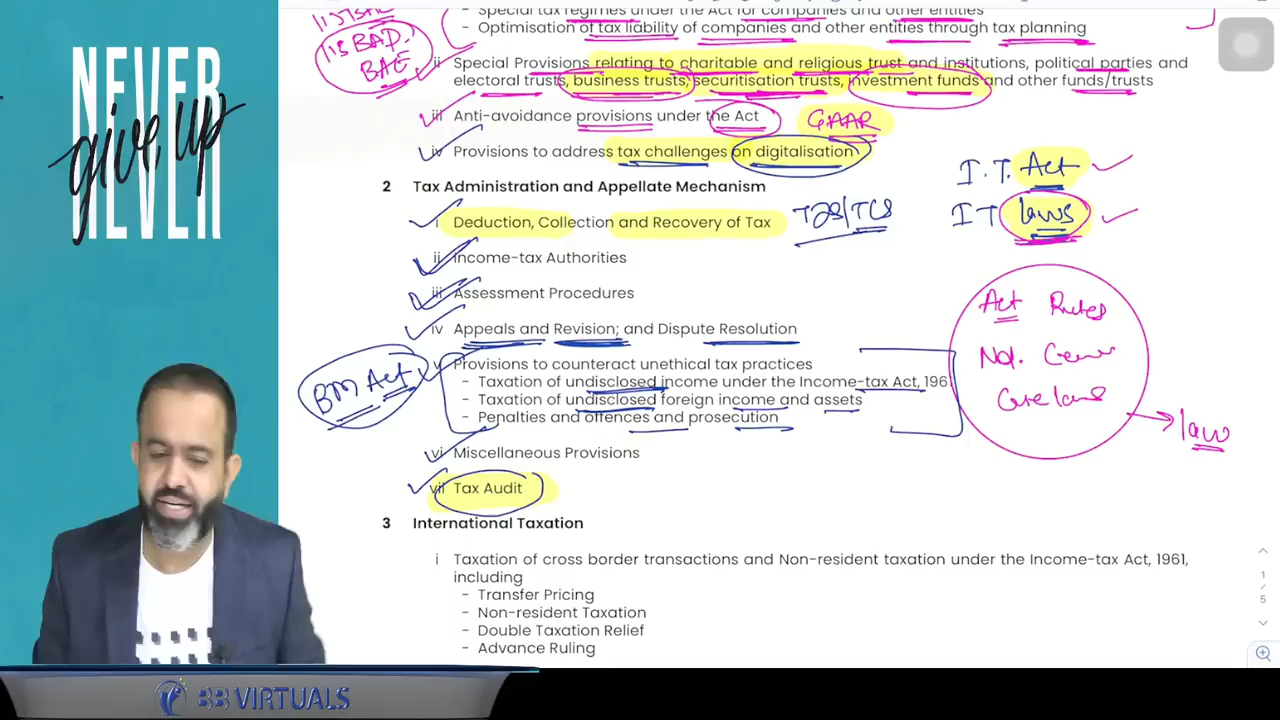 NEVER
give up
NEVER
115BAD,
BAE
- Special tax regimes under the Act for companies and other entities
- Optimisation of tax liability of companies and other entities through tax planning
ii Special Provisions relating to charitable and religious trust and institutions, political parties and
electoral trusts, business trusts, securitisation trusts, investment funds and other funds/trusts
iii Anti-avoidance provisions under the Act GAAR
iv Provisions to address tax challenges on digitalisation
I.T. Act
IT laws
2 Tax Administration and Appellate Mechanism
i Deduction, Collection and Recovery of Tax TDS/TCS
ii Income-tax Authorities
iii Assessment Procedures
iv Appeals and Revision; and Dispute Resolution
Provisions to counteract unethical tax practices
- Taxation of undisclosed income under the Income-tax Act, 196
- Taxation of undisclosed foreign income and assets
- Penalties and offences and prosecution
BM Act
Act Rules
Not.
Case laws
law
vi Miscellaneous Provisions
vii Tax Audit
3 International Taxation
i Taxation of cross border transactions and Non-resident taxation under the Income-tax Act, 1961,
including
- Transfer Pricing
- Non-resident Taxation
- Double Taxation Relief
- Advance Ruling
1
/
5
BB VIRTUALS